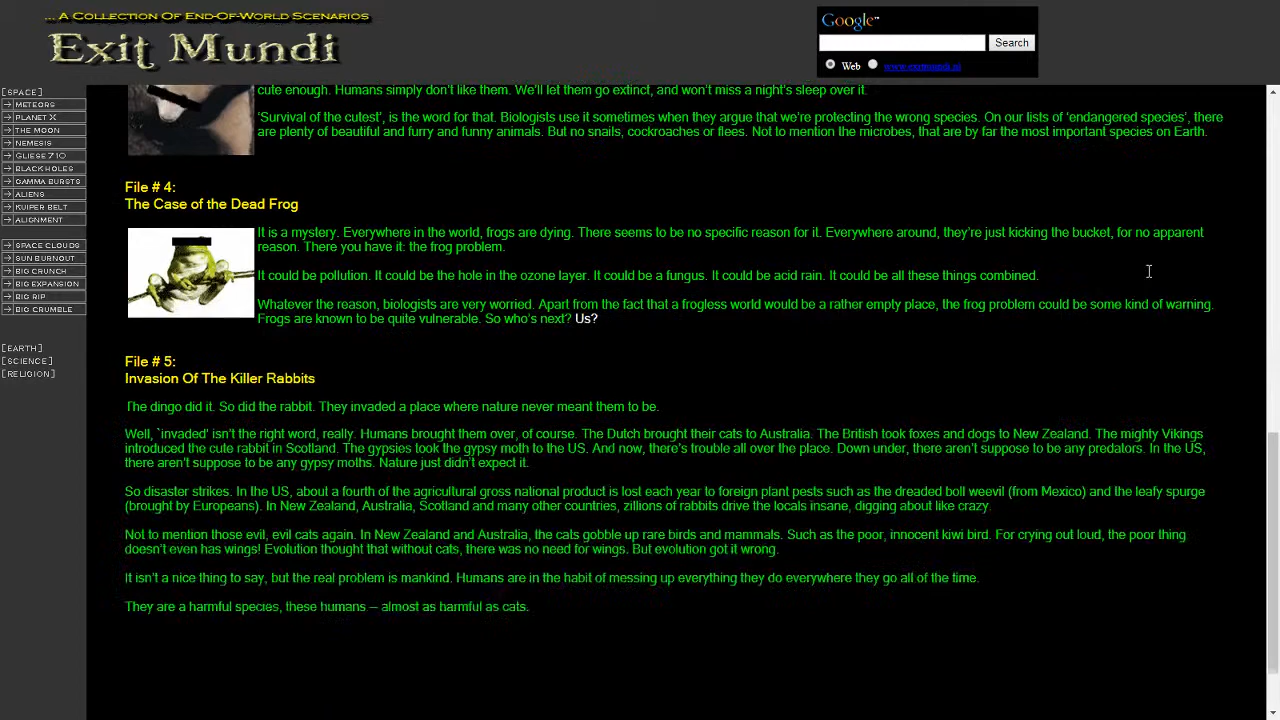 ... A Collection Of End-Of-World Scenarios
Exit Mundi
Google™
Search
Web www.exitmundi.nl
[SPACE]
METEORS
PLANET X
THE MOON
NEMESIS
GLIESE 710
BLACK HOLES
GAMMA BURSTS
ALIENS
KUIPER BELT
ALIGNMENT
SPACE CLOUDS
SUN BURNOUT
BIG CRUNCH
BIG EXPANSION
BIG RIP
BIG CRUMBLE
[EARTH]
[SCIENCE]
[RELIGION]
cute enough. Humans simply don't like them. We'll let them go extinct, and won't miss a night's sleep over it.
'Survival of the cutest', is the word for that. Biologists use it sometimes when they argue that we're protecting the wrong species. On our lists of 'endangered species', there
are plenty of beautiful and furry and funny animals. But no snails, cockroaches or flees. Not to mention the microbes, that are by far the most important species on Earth.
File # 4:
The Case of the Dead Frog
It is a mystery. Everywhere in the world, frogs are dying. There seems to be no specific reason for it. Everywhere around, they're just kicking the bucket, for no apparent
reason. There you have it: the frog problem.
It could be pollution. It could be the hole in the ozone layer. It could be a fungus. It could be acid rain. It could be all these things combined.
Whatever the reason, biologists are very worried. Apart from the fact that a frogless world would be a rather empty place, the frog problem could be some kind of warning.
Frogs are known to be quite vulnerable. So who's next? Us?
File # 5:
Invasion Of The Killer Rabbits
The dingo did it. So did the rabbit. They invaded a place where nature never meant them to be.
Well, `invaded' isn't the right word, really. Humans brought them over, of course. The Dutch brought their cats to Australia. The British took foxes and dogs to New Zealand. The mighty Vikings
introduced the cute rabbit in Scotland. The gypsies took the gypsy moth to the US. And now, there's trouble all over the place. Down under, there aren't suppose to be any predators. In the US,
there aren't suppose to be any gypsy moths. Nature just didn't expect it.
So disaster strikes. In the US, about a fourth of the agricultural gross national product is lost each year to foreign plant pests such as the dreaded boll weevil (from Mexico) and the leafy spurge
(brought by Europeans). In New Zealand, Australia, Scotland and many other countries, zillions of rabbits drive the locals insane, digging about like crazy.
Not to mention those evil, evil cats again. In New Zealand and Australia, the cats gobble up rare birds and mammals. Such as the poor, innocent kiwi bird. For crying out loud, the poor thing
doesn't even has wings! Evolution thought that without cats, there was no need for wings. But evolution got it wrong.
It isn't a nice thing to say, but the real problem is mankind. Humans are in the habit of messing up everything they do everywhere they go all of the time.
They are a harmful species, these humans – almost as harmful as cats.